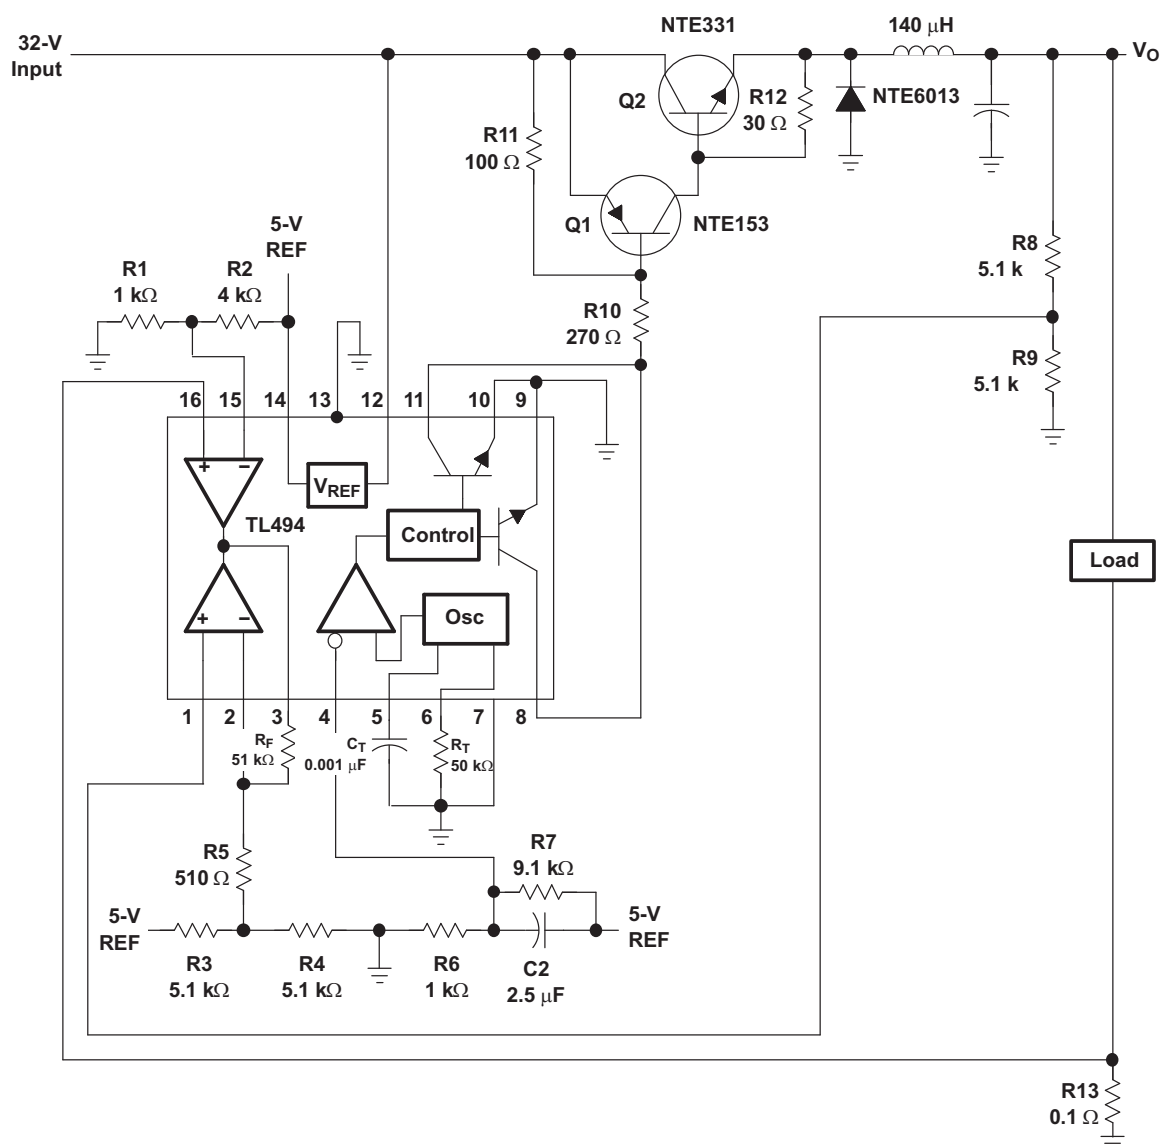 NTE331
140 μH
32-V
Input
VO
Q2
R12
30 Ω
NTE6013
R11
100 Ω
Q1
NTE153
5-V
REF
R8
5.1 k
R1
1 kΩ
R2
4 kΩ
R10
270 Ω
R9
5.1 k
16 15 14 13 12 11 10 9
+ −
VREF
TL494
Control
Load
+ −
Osc
1 2 3 4 5 6 7 8
RF
51 kΩ
CT
0.001 μF
RT
50 kΩ
R5
510 Ω
R7
9.1 kΩ
5-V
REF
5-V
REF
R3
5.1 kΩ
R4
5.1 kΩ
R6
1 kΩ
C2
2.5 μF
R13
0.1 Ω